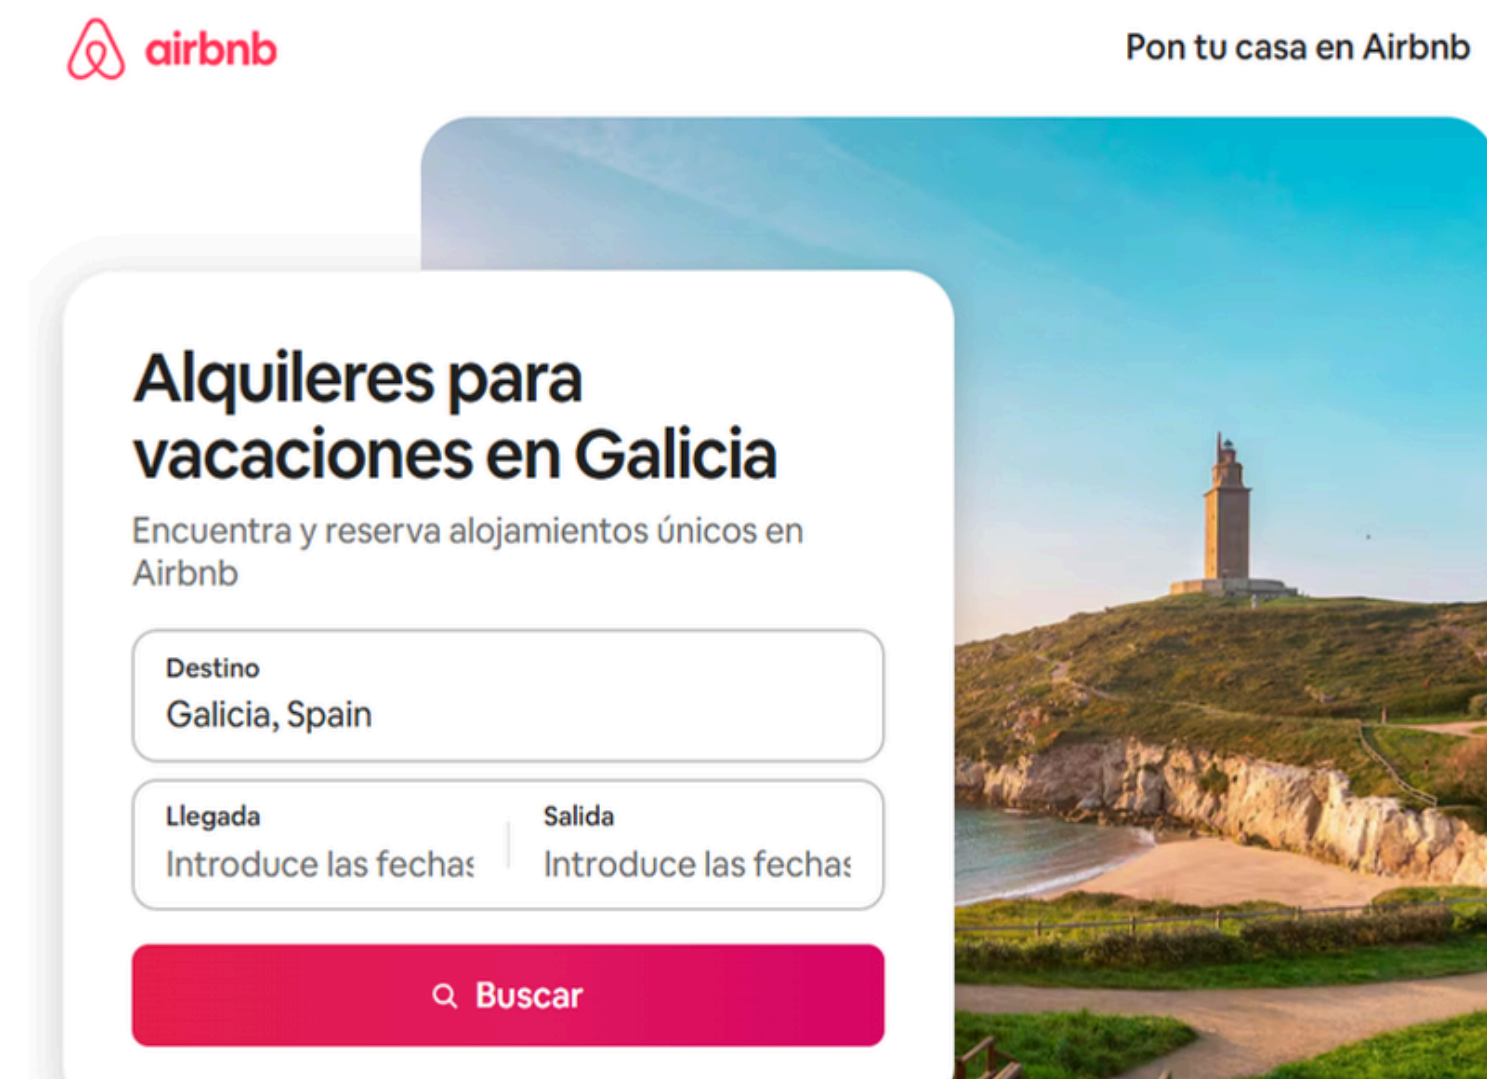 airbnb
Pon tu casa en Airbnb
Alquileres para
vacaciones en Galicia
Encuentra y reserva alojamientos únicos en
Airbnb
Destino
Galicia, Spain
Llegada
Salida
Introduce las fechas
Introduce las fechas
Buscar